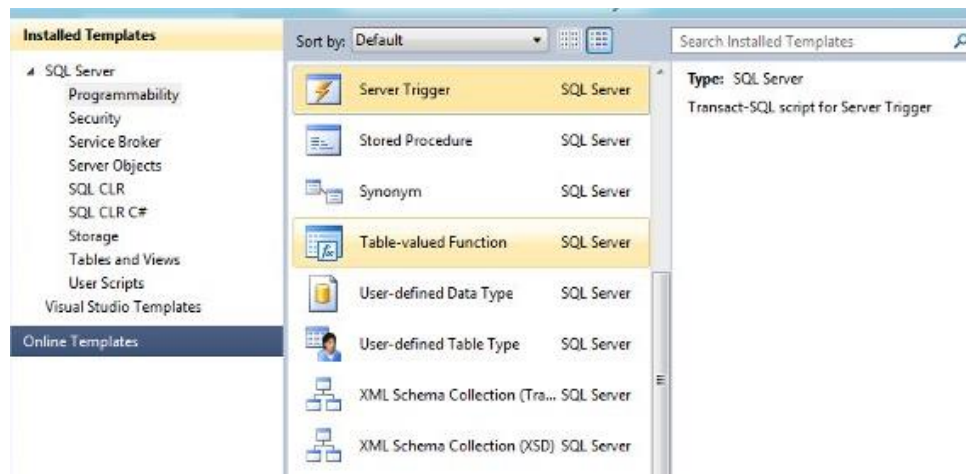 Installed Templates
Sort by: Default
Search Installed Templates
SQL Server
Programmability
Security
Service Broker
Server Objects
SQL CLR
SQL CLR C#
Storage
Tables and Views
User Scripts
Visual Studio Templates
Online Templates
Server Trigger SQL Server
Stored Procedure SQL Server
Synonym SQL Server
Table-valued Function SQL Server
User-defined Data Type SQL Server
User-defined Table Type SQL Server
XML Schema Collection (Tra... SQL Server
XML Schema Collection (XSD) SQL Server
Type: SQL Server
Transact-SQL script for Server Trigger